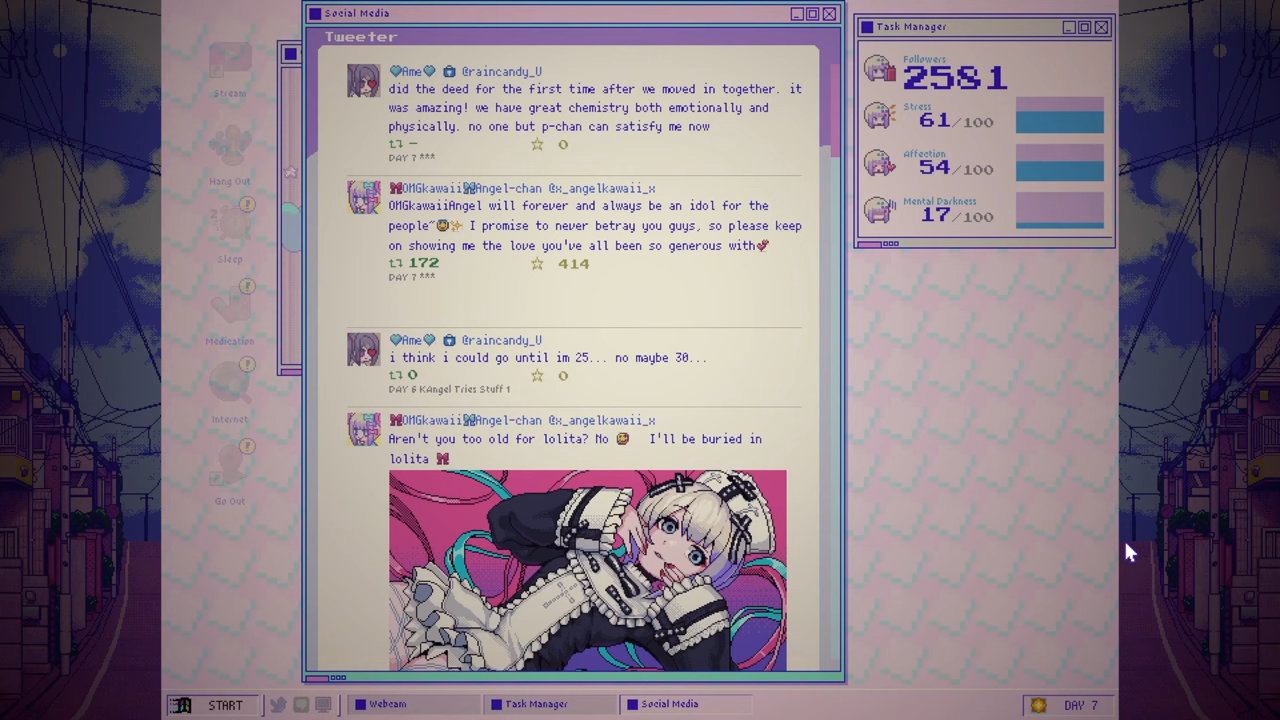 Social Media
Tweeter
Ame @raincandy_U
did the deed for the first time after we moved in together. it
was amazing! we have great chemistry both emotionally and
physically. no one but p-chan can satisfy me now
-
0
DAY 7 ***
OMGkawaiiAngel-chan @x_angelkawaii_x
OMGkawaiiAngel will forever and always be an idol for the
people~ I promise to never betray you guys, so please keep
on showing me the love you've all been so generous with
172
414
DAY 7 ***
Ame @raincandy_U
i think i could go until im 25... no maybe 30...
0
0
DAY 6 KAngel Tries Stuff 1
OMGkawaiiAngel-chan @x_angelkawaii_x
Aren't you too old for lolita? No I'll be buried in
lolita
Task Manager
Followers
2581
Stress
61/100
Affection
54/100
Mental Darkness
17/100
Stream
Hang Out
Sleep
Medication
Internet
Go Out
START
Webcam
Task Manager
Social Media
DAY 7